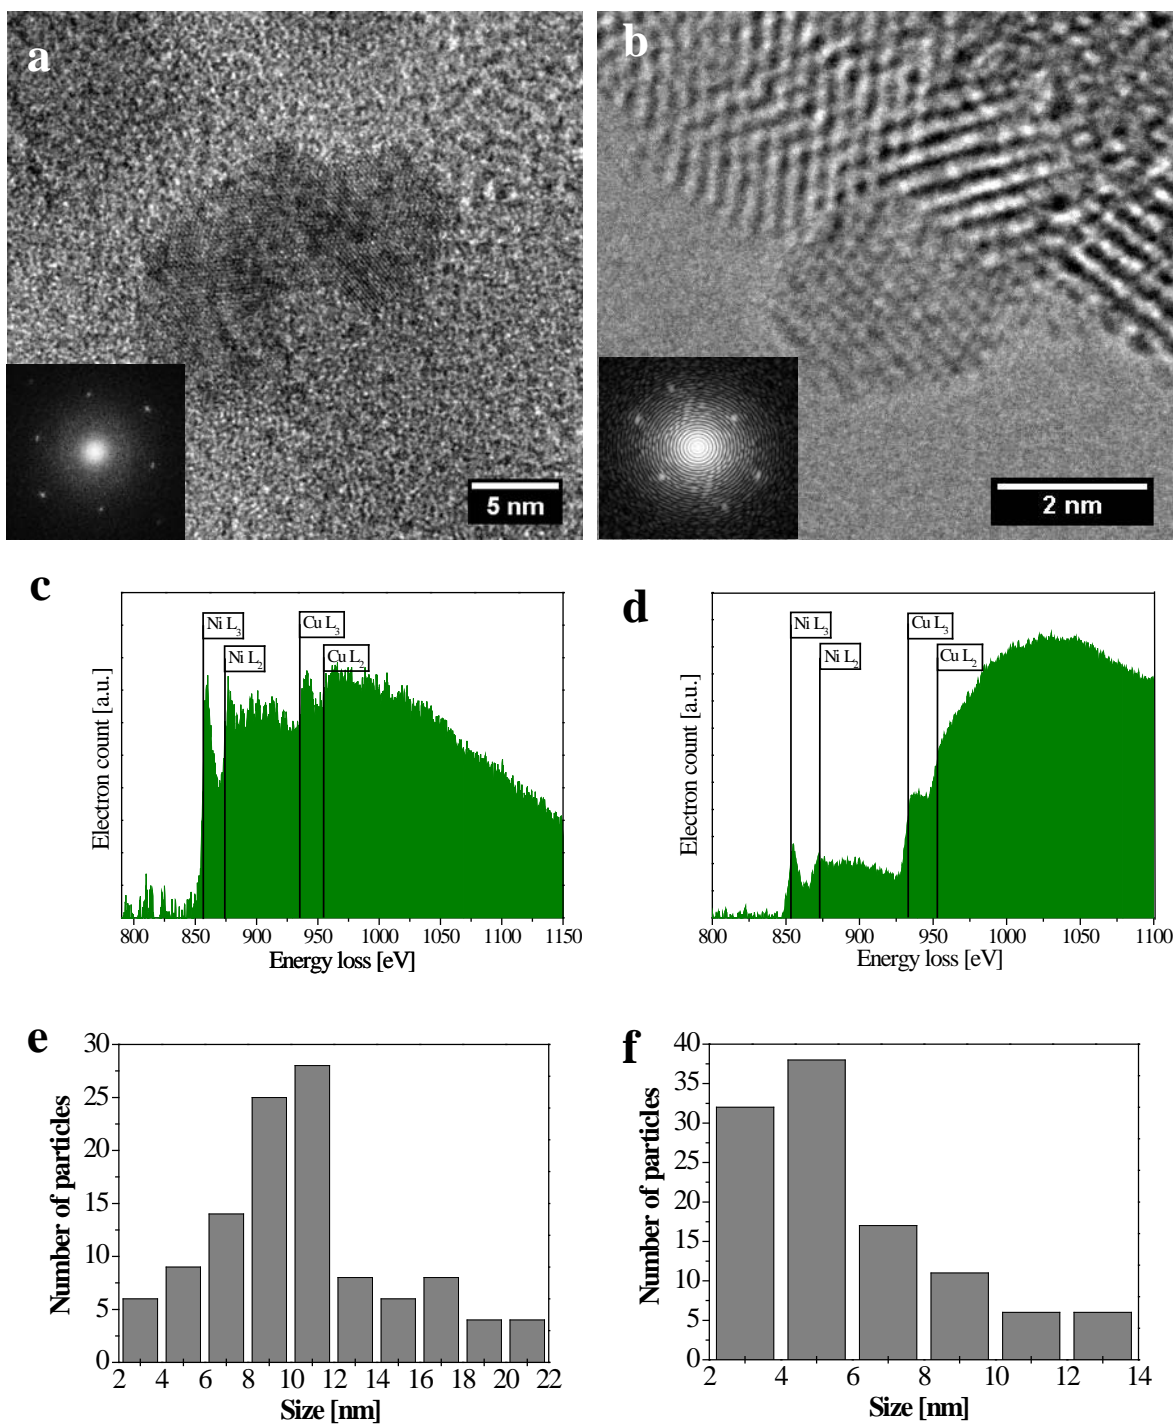 a
b
5 nm
2 nm
c
d
Ni L3
Cu L3
Ni L2
Cu L2
Electron count [a.u.]
800 850 900 950 1000 1050 1100 1150
Energy loss [eV]
Ni L3
Cu L3
Ni L2
Cu L2
Electron count [a.u.]
800 850 900 950 1000 1050 1100
Energy loss [eV]
e
f
30
25
20
15
10
5
0
Number of particles
2 4 6 8 10 12 14 16 18 20 22
Size [nm]
40
35
30
25
20
15
10
5
0
Number of particles
2 4 6 8 10 12 14
Size [nm]